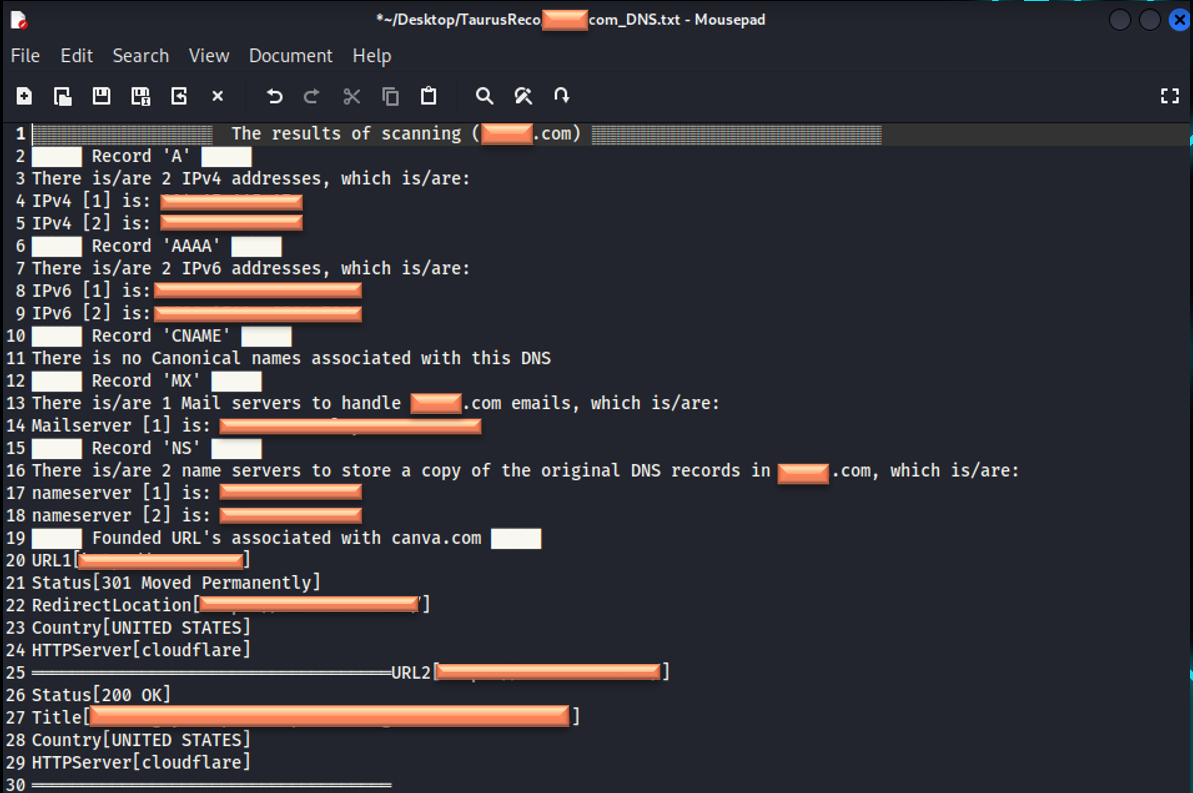 *~/Desktop/TaurusReco com_DNS.txt - Mousepad
File Edit Search View Document Help
1 The results of scanning ( .com)
2 Record 'A'
3 There is/are 2 IPv4 addresses, which is/are:
4 IPv4 [1] is:
5 IPv4 [2] is:
6 Record 'AAAA'
7 There is/are 2 IPv6 addresses, which is/are:
8 IPv6 [1] is:
9 IPv6 [2] is:
10 Record 'CNAME'
11 There is no Canonical names associated with this DNS
12 Record 'MX'
13 There is/are 1 Mail servers to handle .com emails, which is/are:
14 Mailserver [1] is:
15 Record 'NS'
16 There is/are 2 name servers to store a copy of the original DNS records in .com, which is/are:
17 nameserver [1] is:
18 nameserver [2] is:
19 Founded URL's associated with canva.com
20 URL1[ ]
21 Status[301 Moved Permanently]
22 RedirectLocation[ ]
23 Country[UNITED STATES]
24 HTTPServer[cloudflare]
25 ════════════════════════════════════URL2[ ]
26 Status[200 OK]
27 Title[ ]
28 Country[UNITED STATES]
29 HTTPServer[cloudflare]
30 ════════════════════════════════════